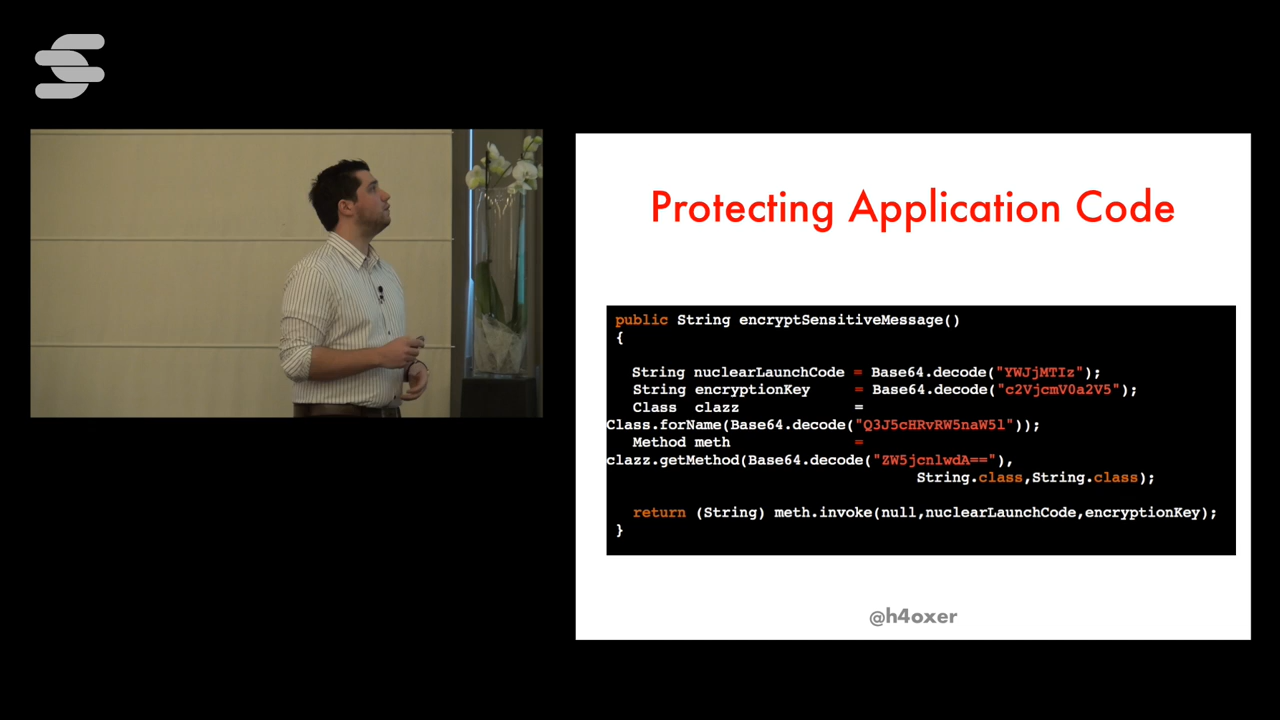 Protecting Application Code
public String encryptSensitiveMessage()
{
String nuclearLaunchCode = Base64.decode("YWJjMTIz");
String encryptionKey = Base64.decode("c2VjcmV0a2V5");
Class clazz =
Class.forName(Base64.decode("Q3J5cHRvRW5naW5l"));
Method meth =
clazz.getMethod(Base64.decode("ZW5jcnlwdA=="),
String.class,String.class);
return (String) meth.invoke(null,nuclearLaunchCode,encryptionKey);
}
@h4oxer